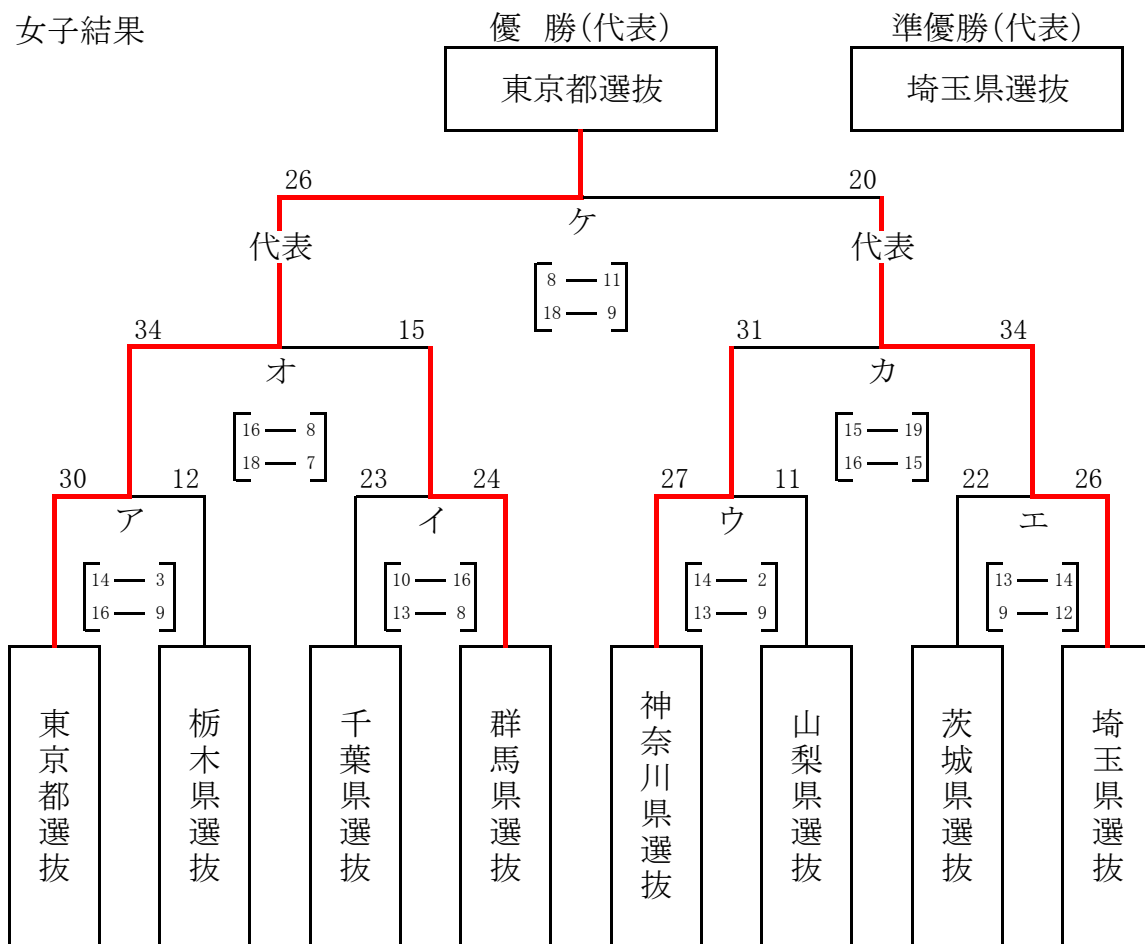 女子結果
優 勝(代表)
準優勝(代表)
東京都選抜
埼玉県選抜
26
20
ケ
代表
代表
8 — 11
18 — 9
34
15
31
34
オ
カ
16 — 8
18 — 7
15 — 19
16 — 15
30
12
23
24
27
11
22
26
ア
イ
ウ
エ
14 — 3
16 — 9
10 — 16
13 — 8
14 — 2
13 — 9
13 — 14
9 — 12
東京都選抜
栃木県選抜
千葉県選抜
群馬県選抜
神奈川県選抜
山梨県選抜
茨城県選抜
埼玉県選抜